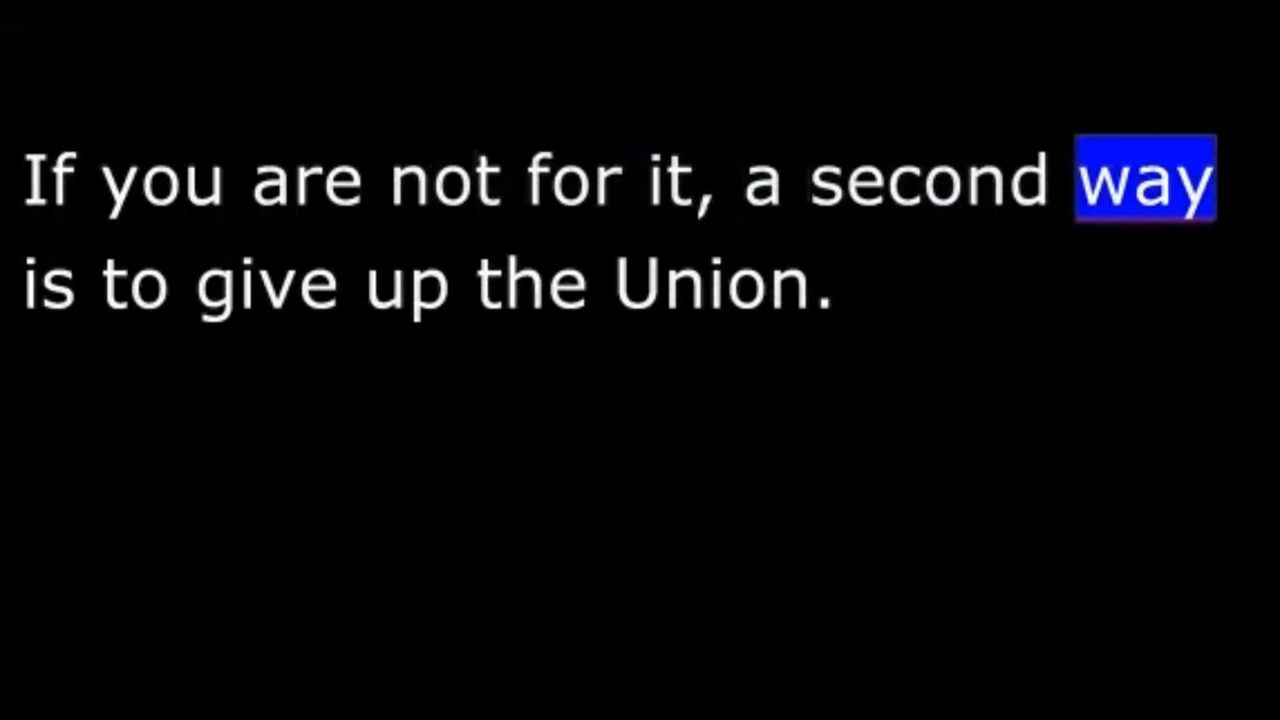 If you are not for it, a second way
is to give up the Union.